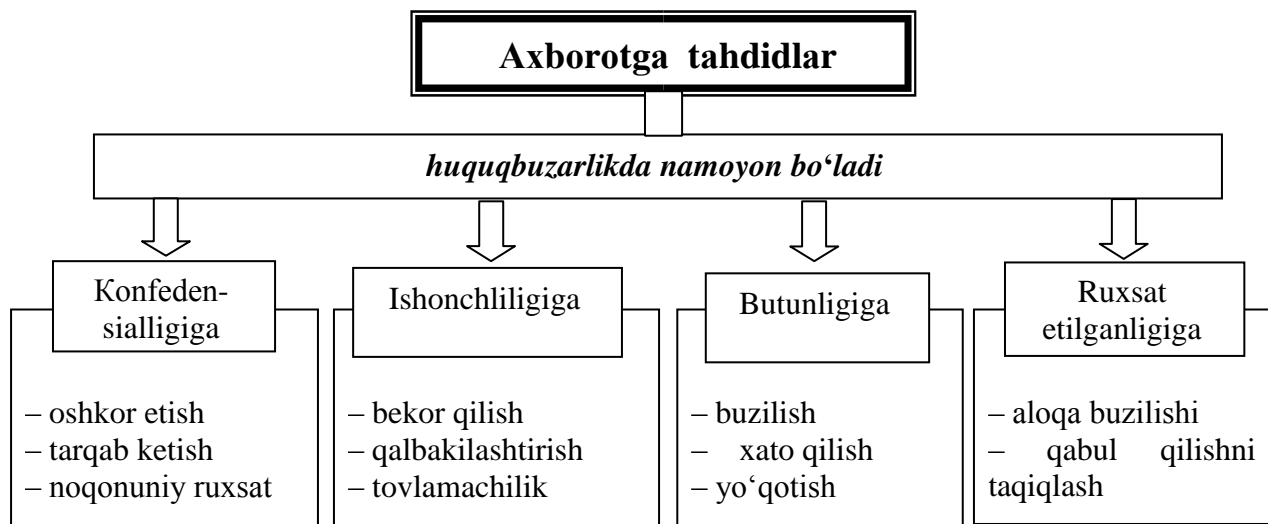 Axborotga tahdidlar
huquqbuzarlikda namoyon bo‘ladi
Konfeden-
sialligiga
– oshkor etish
– tarqab ketish
– noqonuniy ruxsat
Ishonchliligiga
– bekor qilish
– qalbakilashtirish
– tovlamachilik
Butunligiga
– buzilish
– xato qilish
– yo‘qotish
Ruxsat
etilganligiga
– aloqa buzilishi
– qabul qilishni
taqiqlash